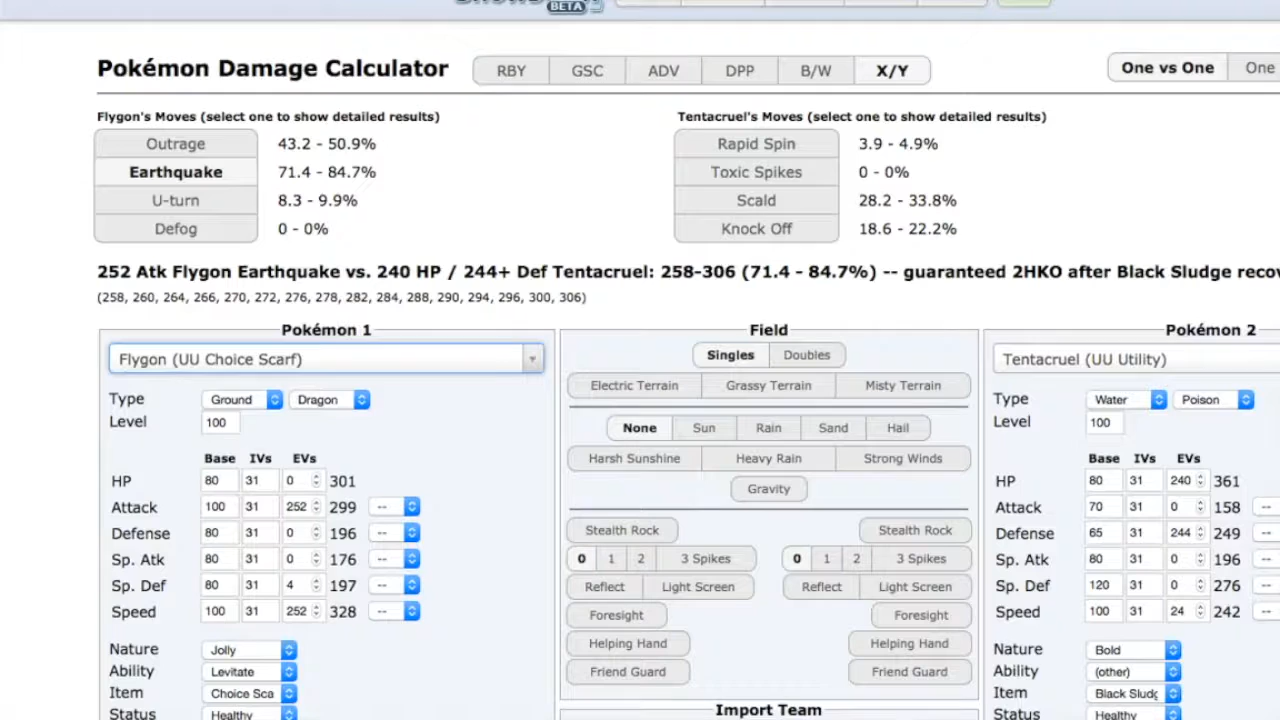 BETA
Pokémon Damage Calculator RBY GSC ADV DPP B/W X/Y One vs One One
Flygon's Moves (select one to show detailed results) Tentacruel's Moves (select one to show detailed results)
Outrage 43.2 - 50.9% Rapid Spin 3.9 - 4.9%
Earthquake 71.4 - 84.7% Toxic Spikes 0 - 0%
U-turn 8.3 - 9.9% Scald 28.2 - 33.8%
Defog 0 - 0% Knock Off 18.6 - 22.2%
252 Atk Flygon Earthquake vs. 240 HP / 244+ Def Tentacruel: 258-306 (71.4 - 84.7%) -- guaranteed 2HKO after Black Sludge
(258, 260, 264, 266, 270, 272, 276, 278, 282, 284, 288, 290, 294, 296, 300, 306)
Pokémon 1 Field Pokémon 2
Flygon (UU Choice Scarf) Singles Doubles Tentacruel (UU Utility)
Electric Terrain Grassy Terrain Misty Terrain
Type Ground Dragon Type Water Poison
Level 100 None Sun Rain Sand Hail Level 100
Base IVs EVs Harsh Sunshine Heavy Rain Strong Winds Base IVs EVs
HP 80 31 0 301 Gravity HP 80 31 240 361
Attack 100 31 252 299 -- Attack 70 31 0 158 --
Defense 80 31 0 196 -- Stealth Rock Stealth Rock Defense 65 31 244 249 --
Sp. Atk 80 31 0 176 -- 0 1 2 3 Spikes 0 1 2 3 Spikes Sp. Atk 80 31 0 196 --
Sp. Def 80 31 4 197 -- Reflect Light Screen Reflect Light Screen Sp. Def 120 31 0 276 --
Speed 100 31 252 328 -- Foresight Foresight Speed 100 31 24 242 --
Helping Hand Helping Hand
Nature Jolly Nature Bold
Ability Levitate Friend Guard Friend Guard Ability (other)
Item Choice Sca Item Black Sludg
Status Healthy Import Team Status Healthy